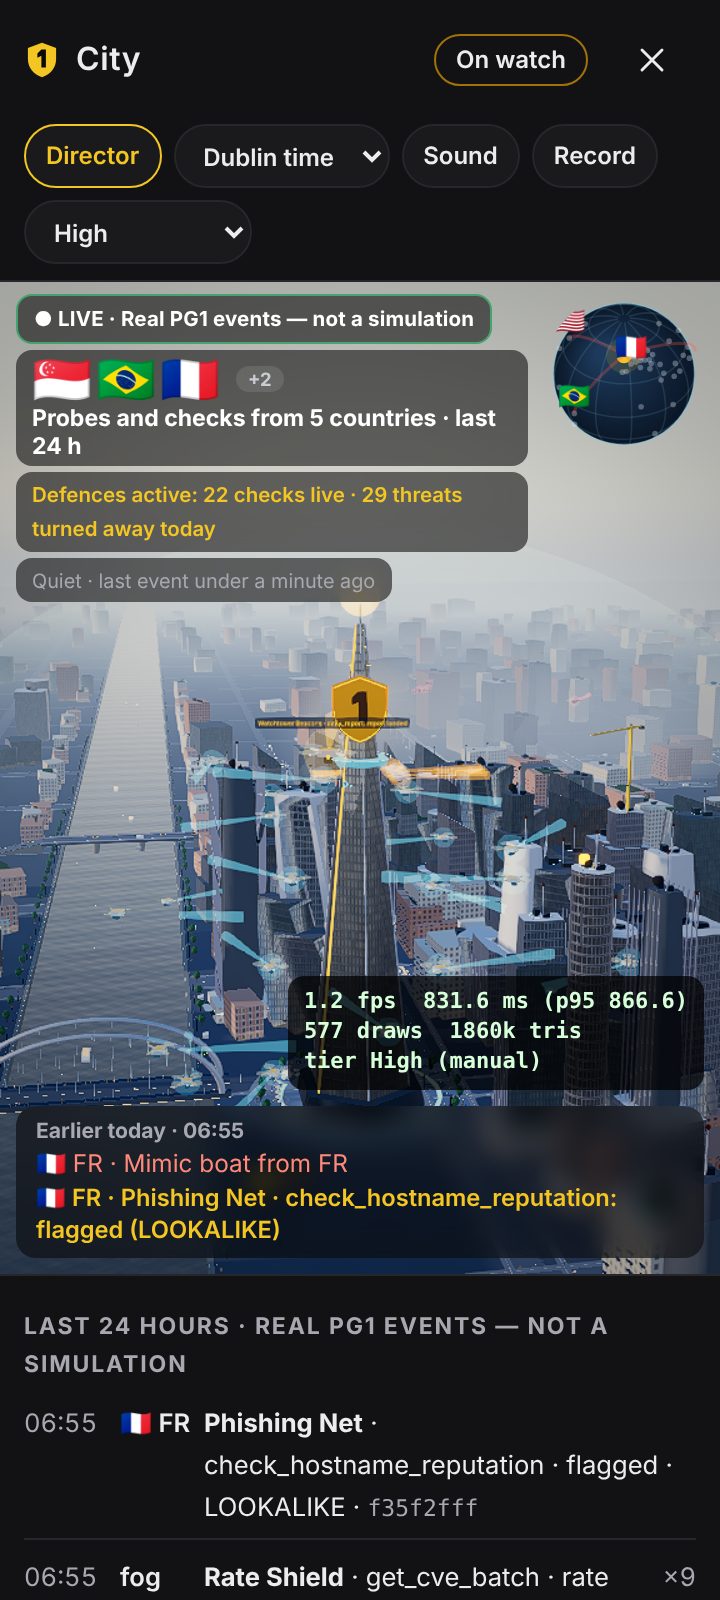 1 City On watch
Director Dublin time Sound Record
High
LIVE · Real PG1 events — not a simulation
+2
Probes and checks from 5 countries · last
24 h
Defences active: 22 checks live · 29 threats
turned away today
Quiet · last event under a minute ago
1
1.2 fps 831.6 ms (p95 866.6)
577 draws 1860k tris
tier High (manual)
Earlier today · 06:55
FR · Mimic boat from FR
FR · Phishing Net · check_hostname_reputation:
flagged (LOOKALIKE)
LAST 24 HOURS · REAL PG1 EVENTS — NOT A
SIMULATION
06:55 FR Phishing Net ·
check_hostname_reputation · flagged ·
LOOKALIKE · f35f2fff
06:55 fog Rate Shield · get_cve_batch · rate ×9